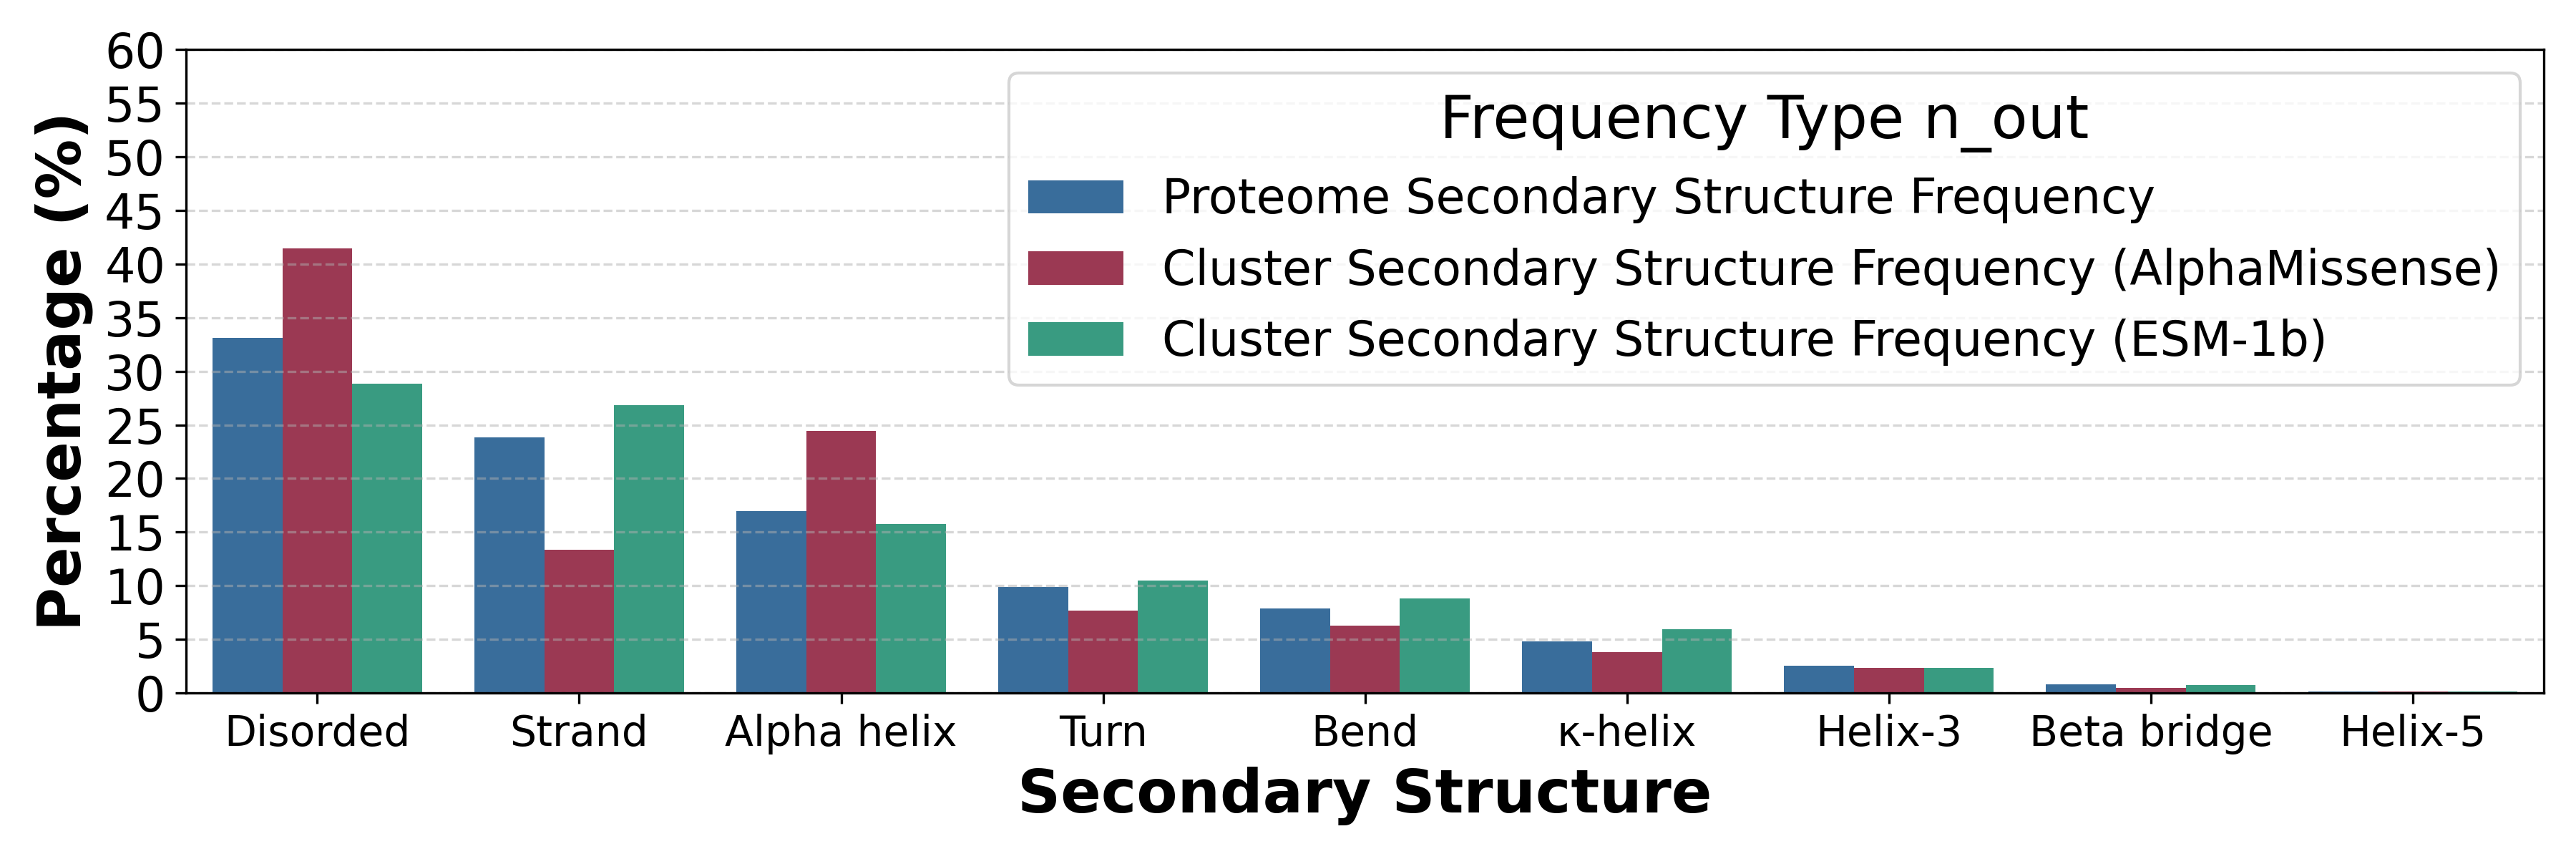 Percentage (%)
60
55
50
45
40
35
30
25
20
15
10
5
0
Frequency Type n_out
Proteome Secondary Structure Frequency
Cluster Secondary Structure Frequency (AlphaMissense)
Cluster Secondary Structure Frequency (ESM-1b)
Disorded Strand Alpha helix Turn Bend κ-helix Helix-3 Beta bridge Helix-5
Secondary Structure